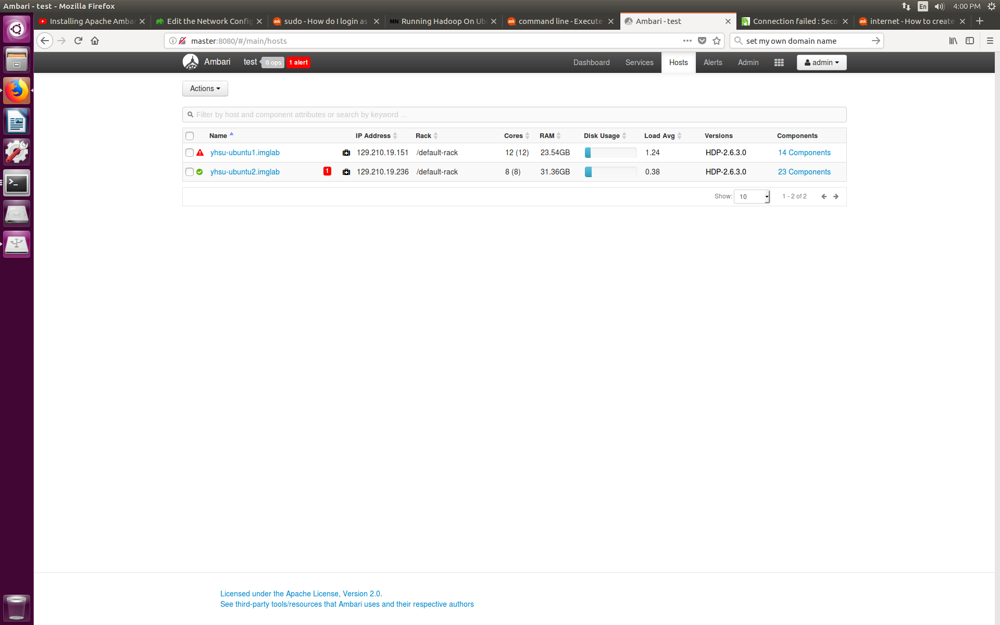 Ambari - test - Mozilla Firefox
En 4:00 PM
Installing Apache Amba
Edit the Network Config
ask sudo - How do I login as
MN Running Hadoop On Ub
ask command line - Execute
Ambari - test
Connection failed : Seco
ask internet - How to create
master:8080/#/main/hosts
set my own domain name
Ambari test 0 ops 1 alert
Dashboard Services Hosts Alerts Admin admin
Actions
Filter by host and component attributes or search by keyword ...
Name IP Address Rack Cores RAM Disk Usage Load Avg Versions Components
yhsu-ubuntu1.imglab 129.210.19.151 /default-rack 12 (12) 23.54GB 1.24 HDP-2.6.3.0 14 Components
yhsu-ubuntu2.imglab 1 129.210.19.236 /default-rack 8 (8) 31.36GB 0.38 HDP-2.6.3.0 23 Components
Show: 10 1 - 2 of 2
Licensed under the Apache License, Version 2.0.
See third-party tools/resources that Ambari uses and their respective authors